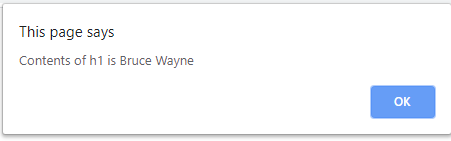 This page says
Contents of h1 is Bruce Wayne
OK